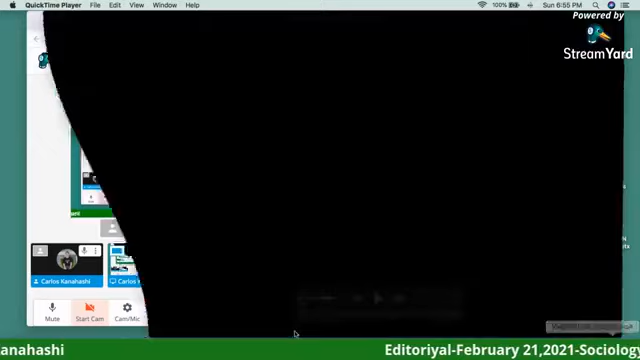 QuickTime Player File Edit View Window Help 100% Sun 6:55 PM
Powered by
StreamYard
Carlos Kanahashi
Carlos K
Mute Start Cam Cam/Mic
anahashi Editoriyal-February 21,2021-Sociology